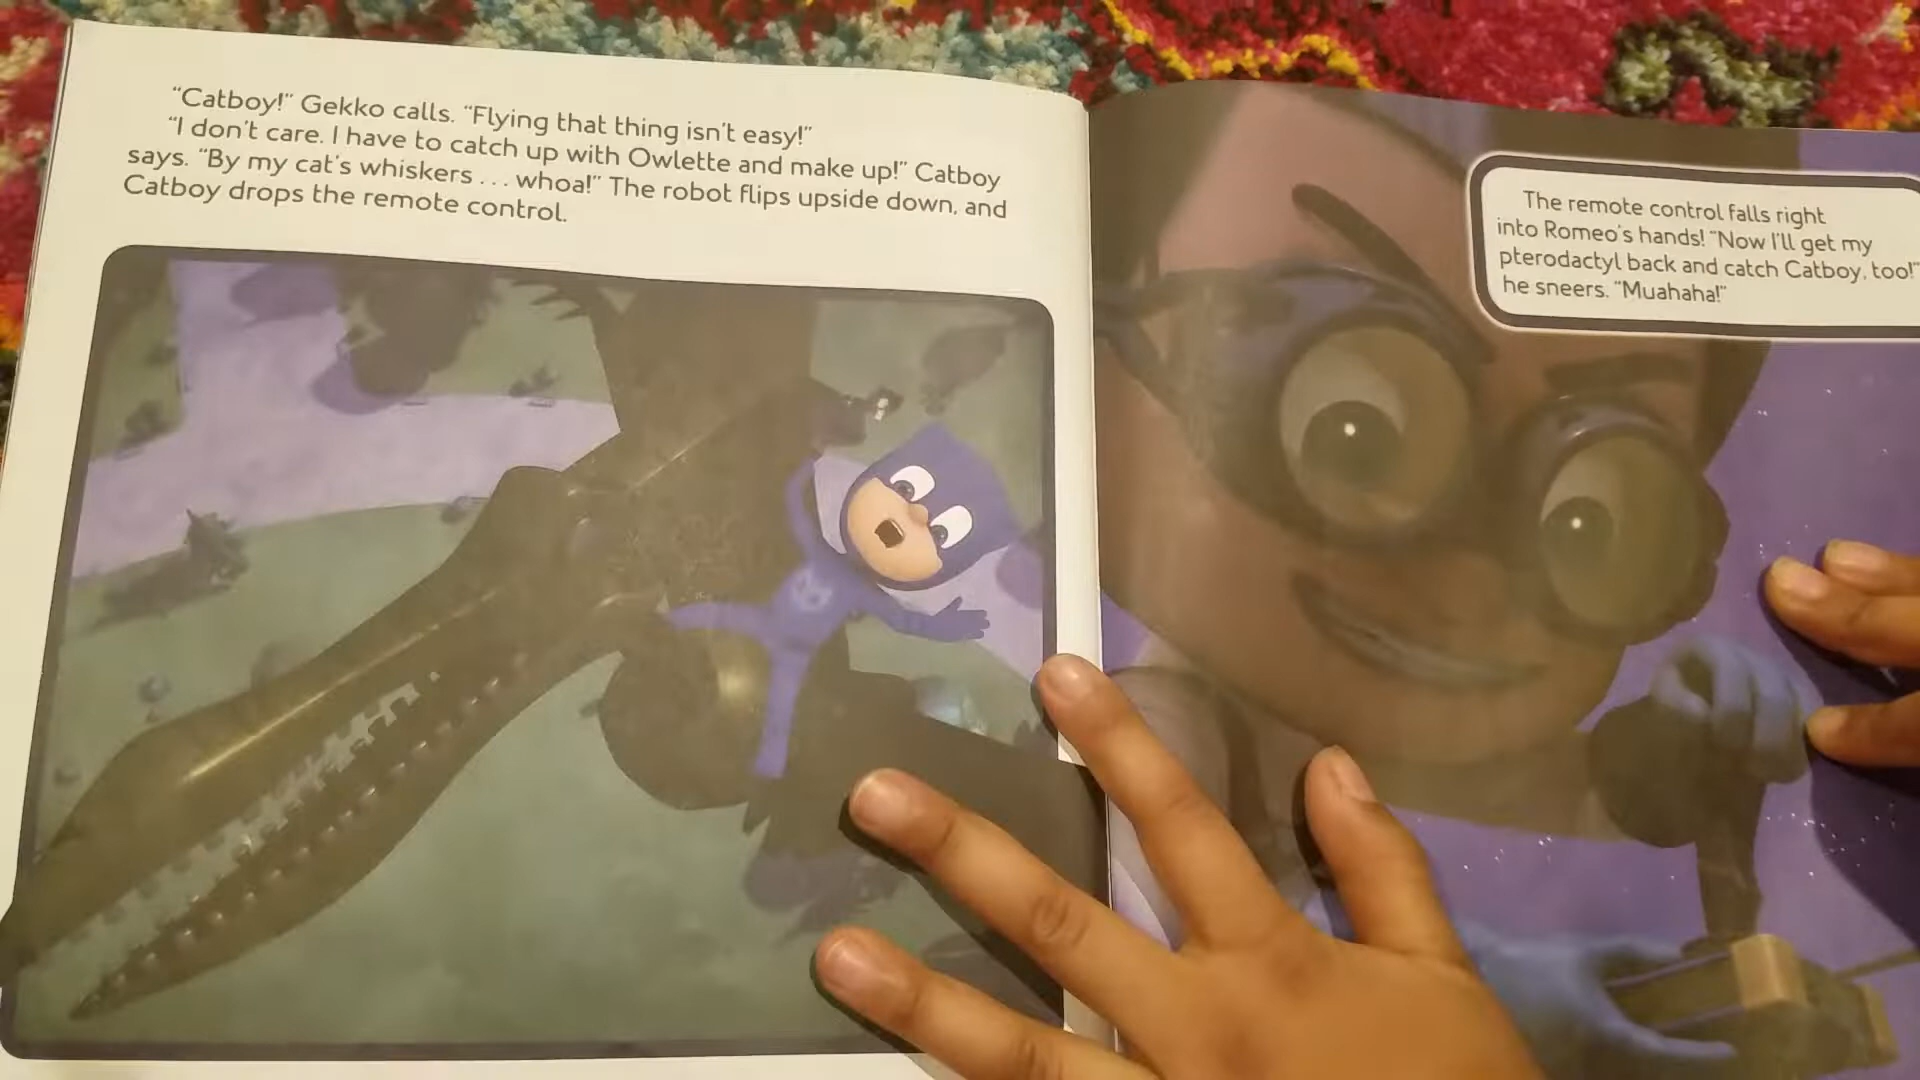 “Catboy!” Gekko calls. “Flying that thing isn’t easy!”
“I don’t care. I have to catch up with Owlette and make up!” Catboy
says. “By my cat’s whiskers . . . whoa!” The robot flips upside down, and
Catboy drops the remote control.
The remote control falls right
into Romeo’s hands! “Now I’ll get my
pterodactyl back and catch Catboy, too!”
he sneers. “Muahaha!”